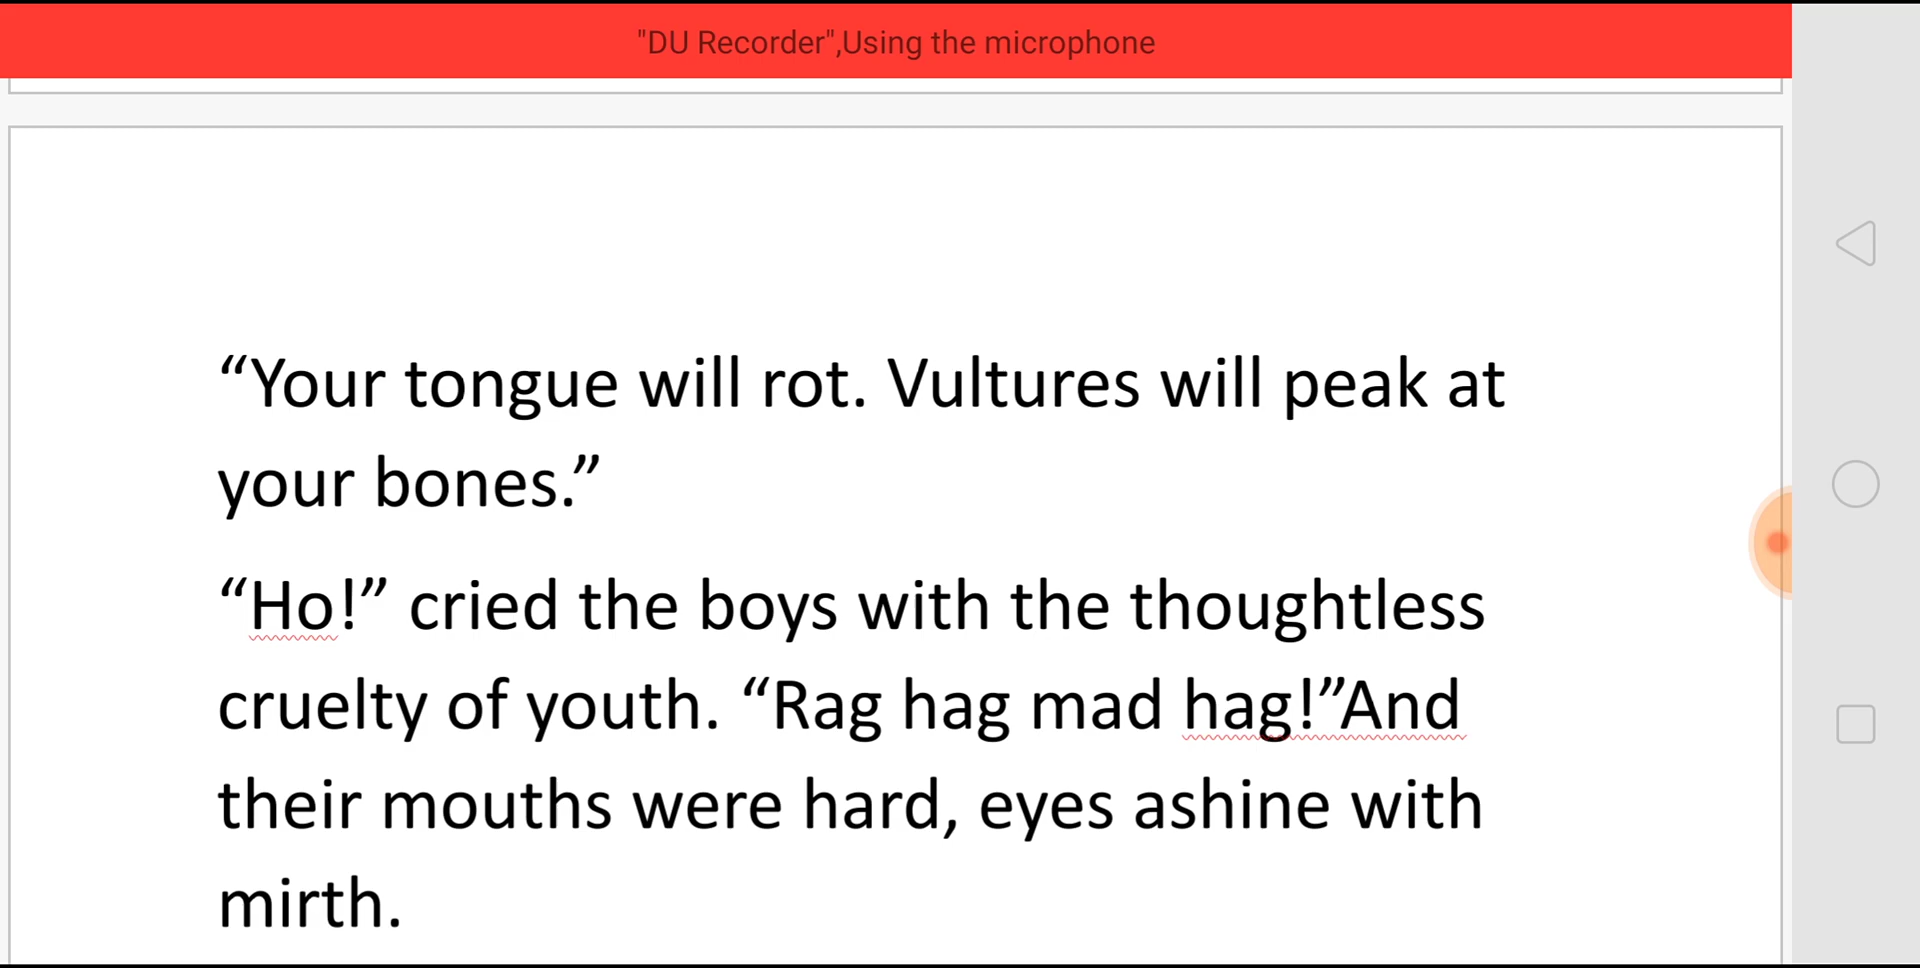 "DU Recorder",Using the microphone
“Your tongue will rot. Vultures will peak at
your bones.”
“Ho!” cried the boys with the thoughtless
cruelty of youth. “Rag hag mad hag!”And
their mouths were hard, eyes ashine with
mirth.